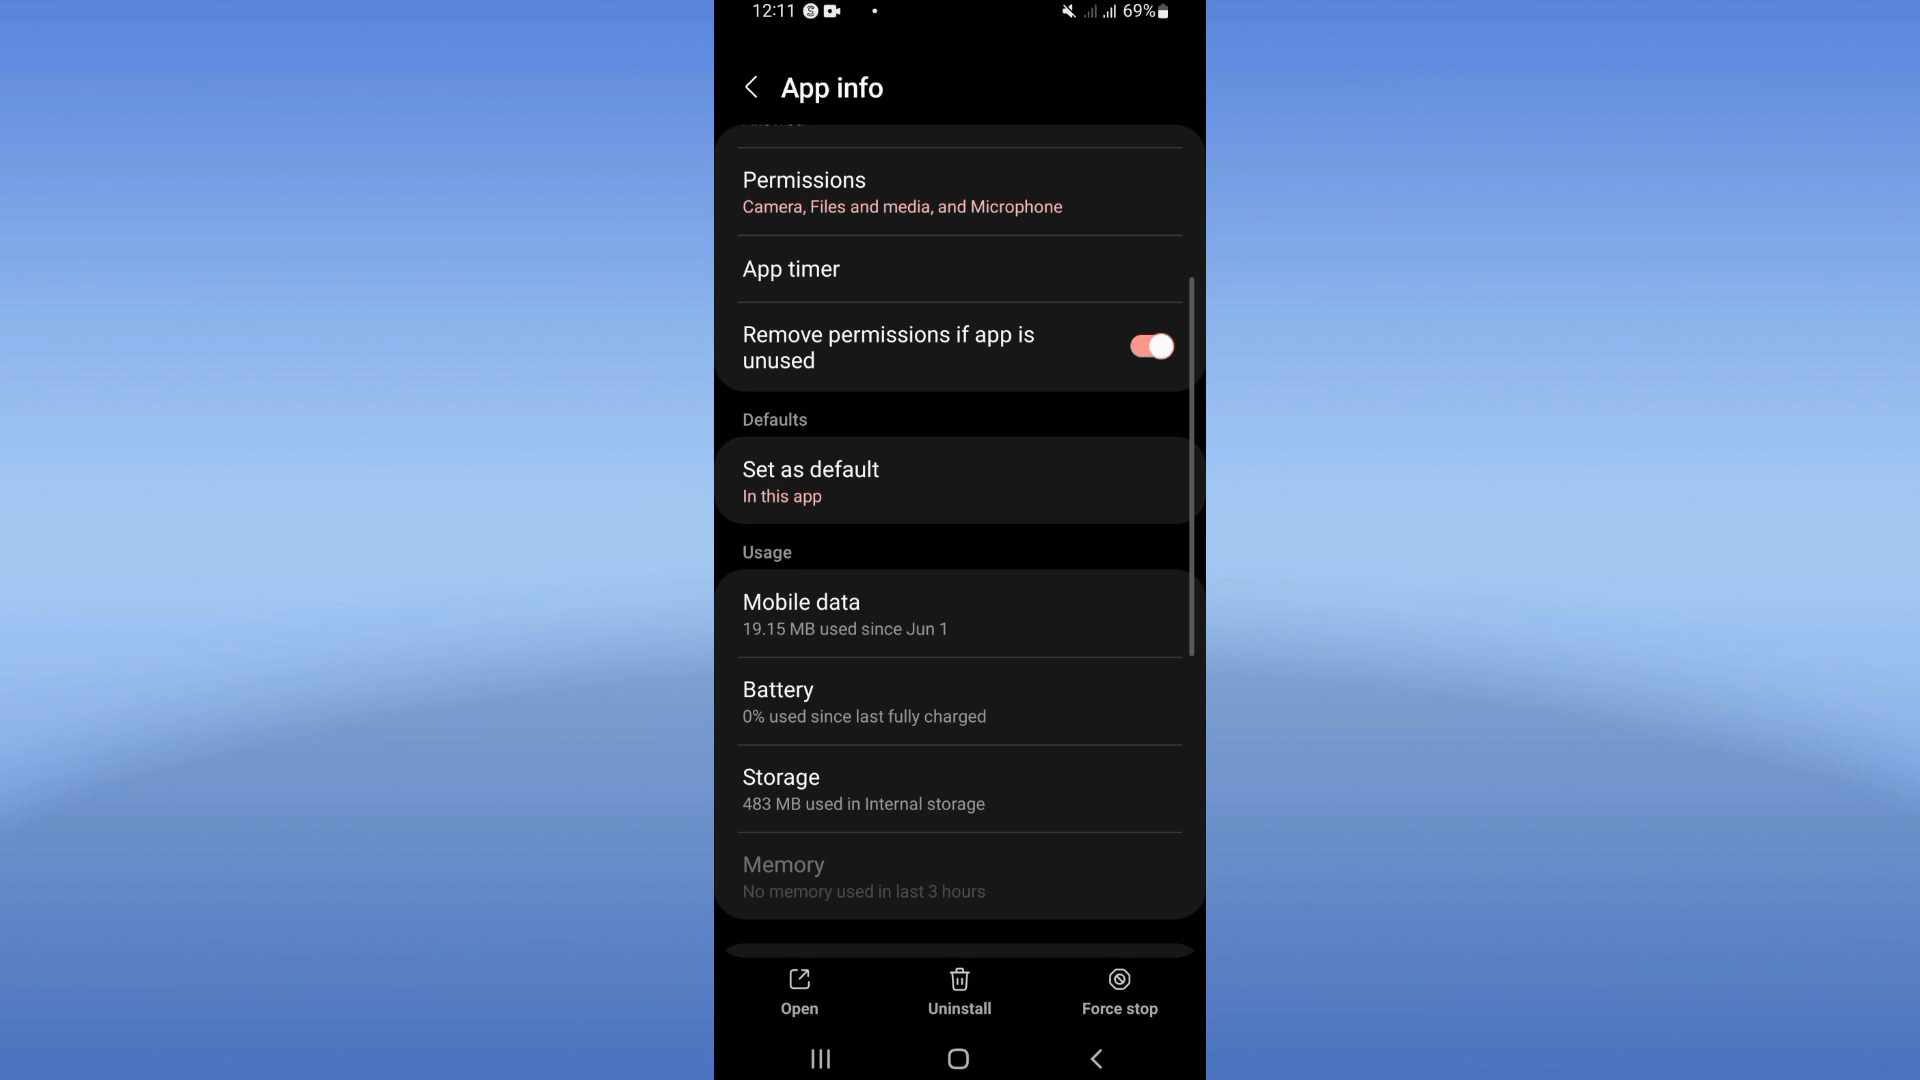 12:11
69%
App info
Permissions
Camera, Files and media, and Microphone
App timer
Remove permissions if app is
unused
Defaults
Set as default
In this app
Usage
Mobile data
19.15 MB used since Jun 1
Battery
0% used since last fully charged
Storage
483 MB used in Internal storage
Memory
No memory used in last 3 hours
Open
Uninstall
Force stop